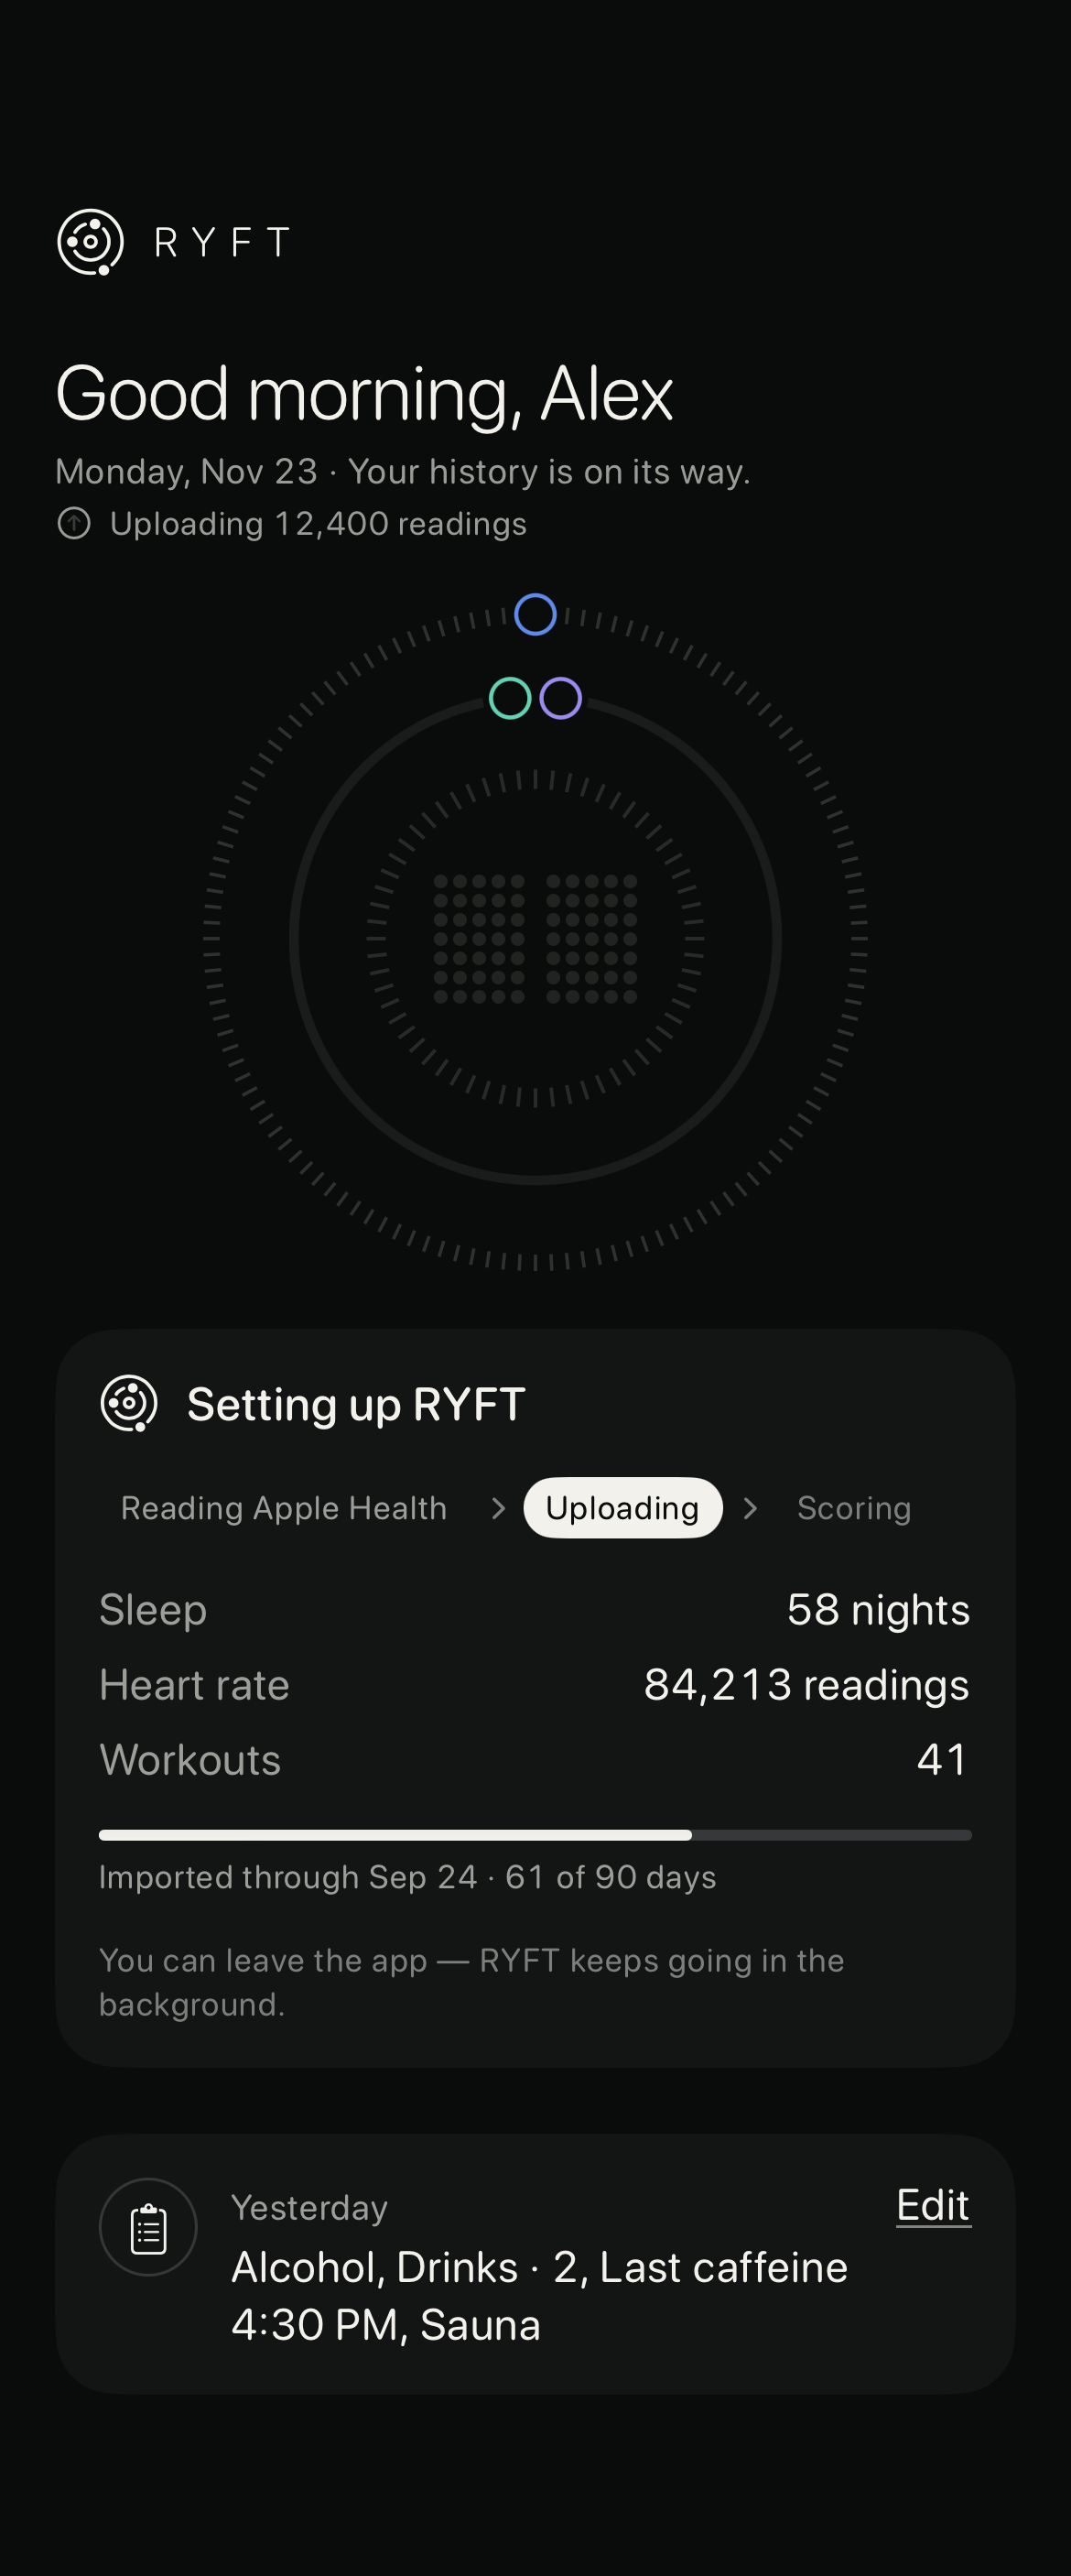 RYFT
Good morning, Alex
Monday, Nov 23 · Your history is on its way.
Uploading 12,400 readings
Setting up RYFT
Reading Apple Health > Uploading > Scoring
Sleep 58 nights
Heart rate 84,213 readings
Workouts 41
Imported through Sep 24 · 61 of 90 days
You can leave the app — RYFT keeps going in the
background.
Yesterday Edit
Alcohol, Drinks · 2, Last caffeine
4:30 PM, Sauna